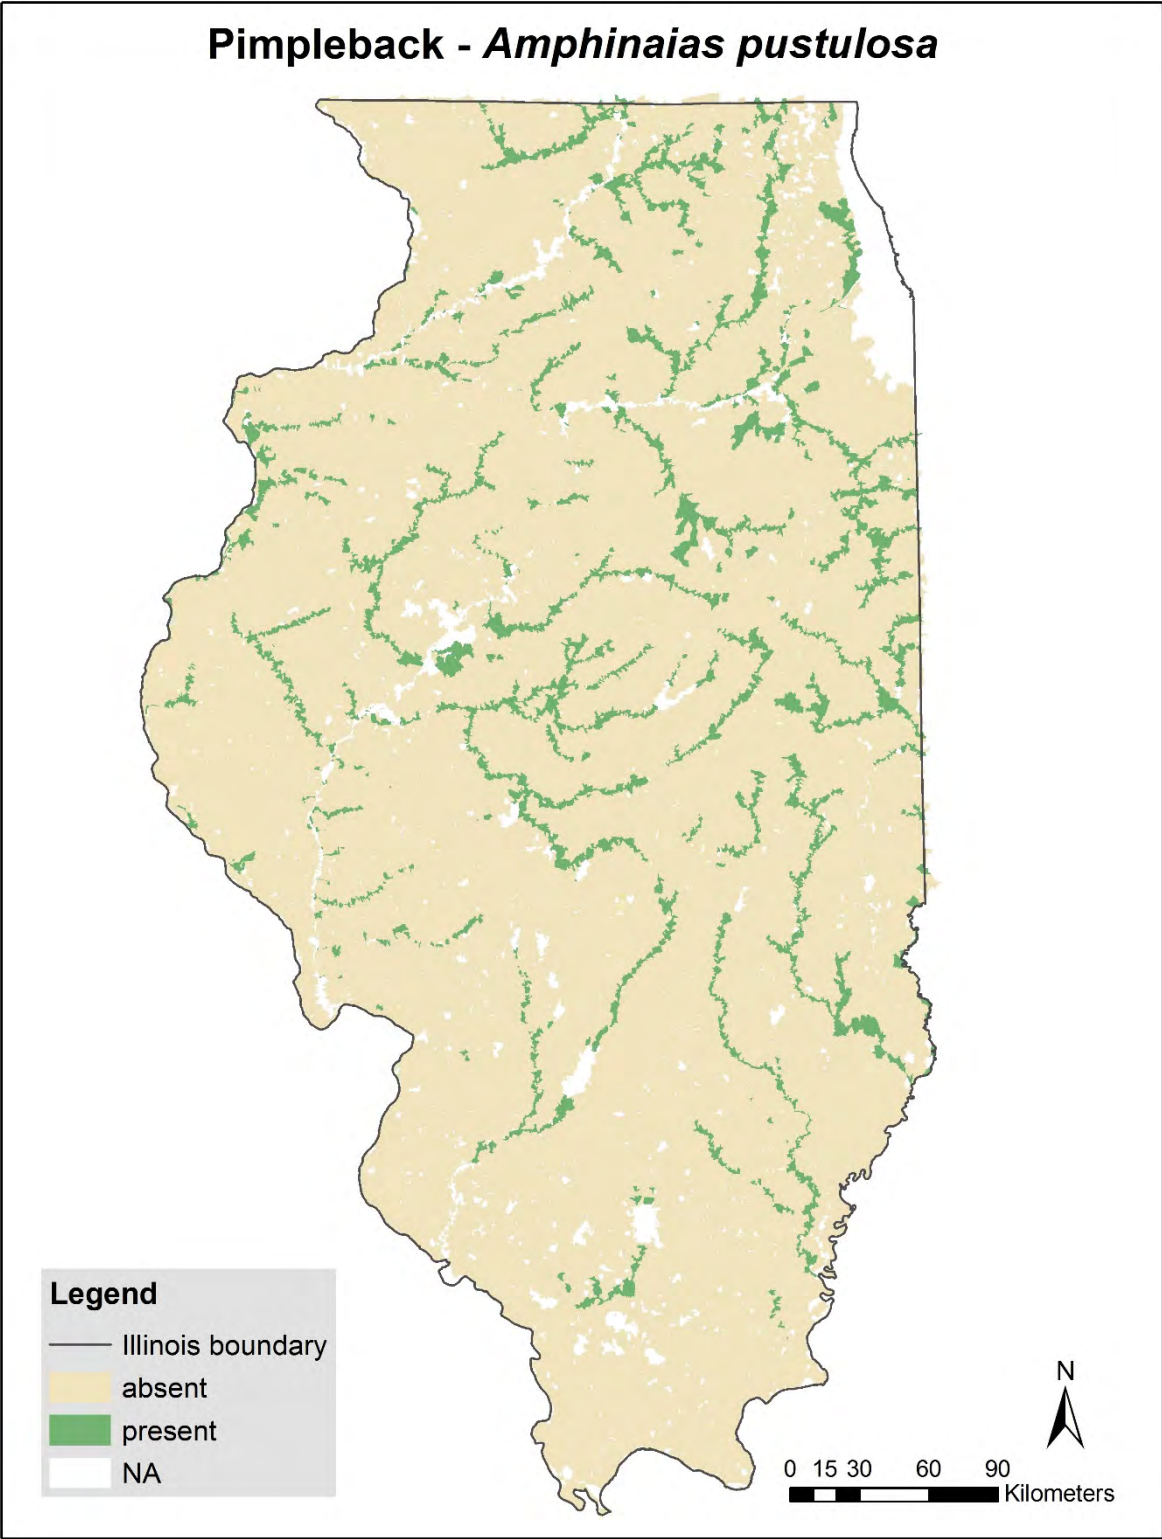 Pimpleback - Amphinaias pustulosa
Legend
Illinois boundary
absent
present
NA
N
0 15 30 60 90
Kilometers